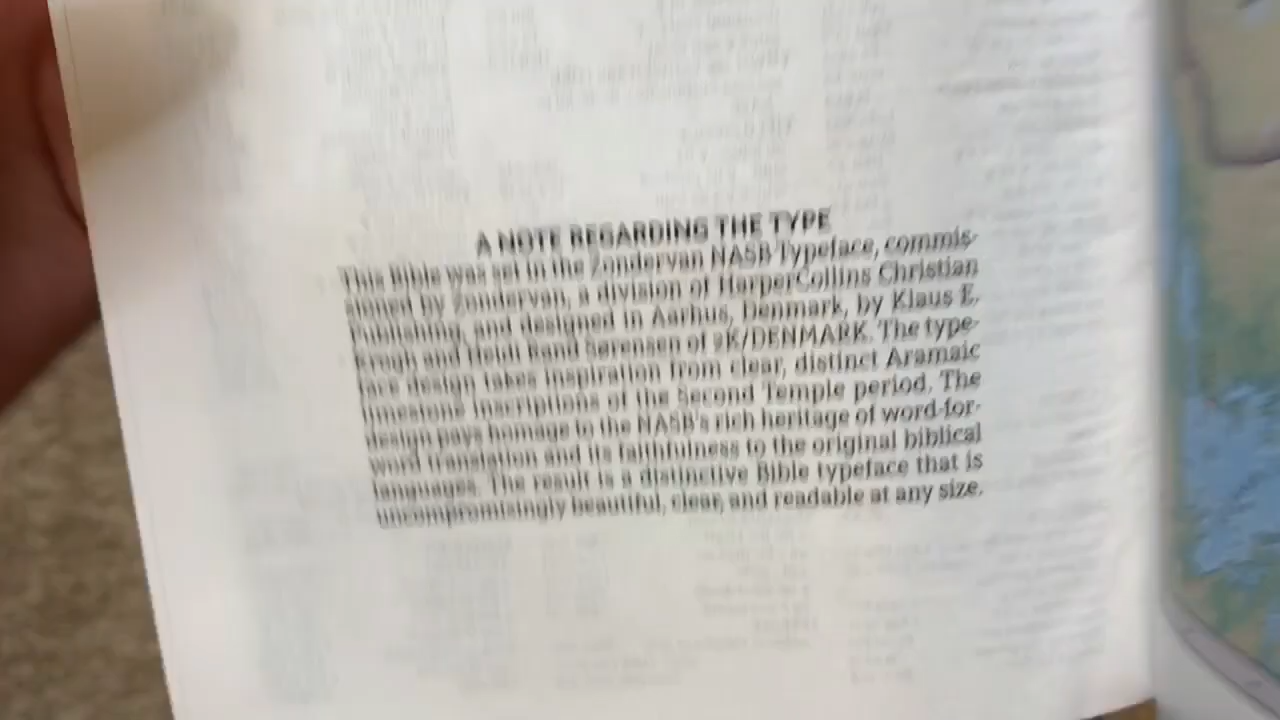 A NOTE REGARDING THE TYPE
This Bible was set in the Zondervan NASB Typeface, commis-
sioned by Zondervan, a division of HarperCollins Christian
Publishing, and designed in Aarhus, Denmark, by Klaus E.
Krogh and Heidi Rand Sørensen of 2K/DENMARK. The type-
face design takes inspiration from clear, distinct Aramaic
limestone inscriptions of the Second Temple period. The
design pays homage to the NASB's rich heritage of word-for-
word translation and its faithfulness to the original biblical
languages. The result is a distinctive Bible typeface that is
uncompromisingly beautiful, clear, and readable at any size.